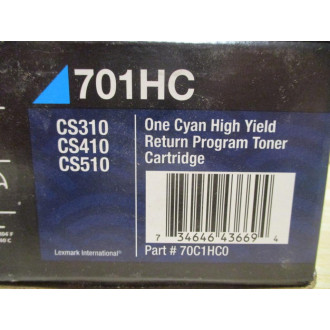 701HC
CS310
CS410
CS510
One Cyan High Yield
Return Program Toner
Cartridge
7 34646 43669 4
Lexmark International®
Part # 70C1HC0